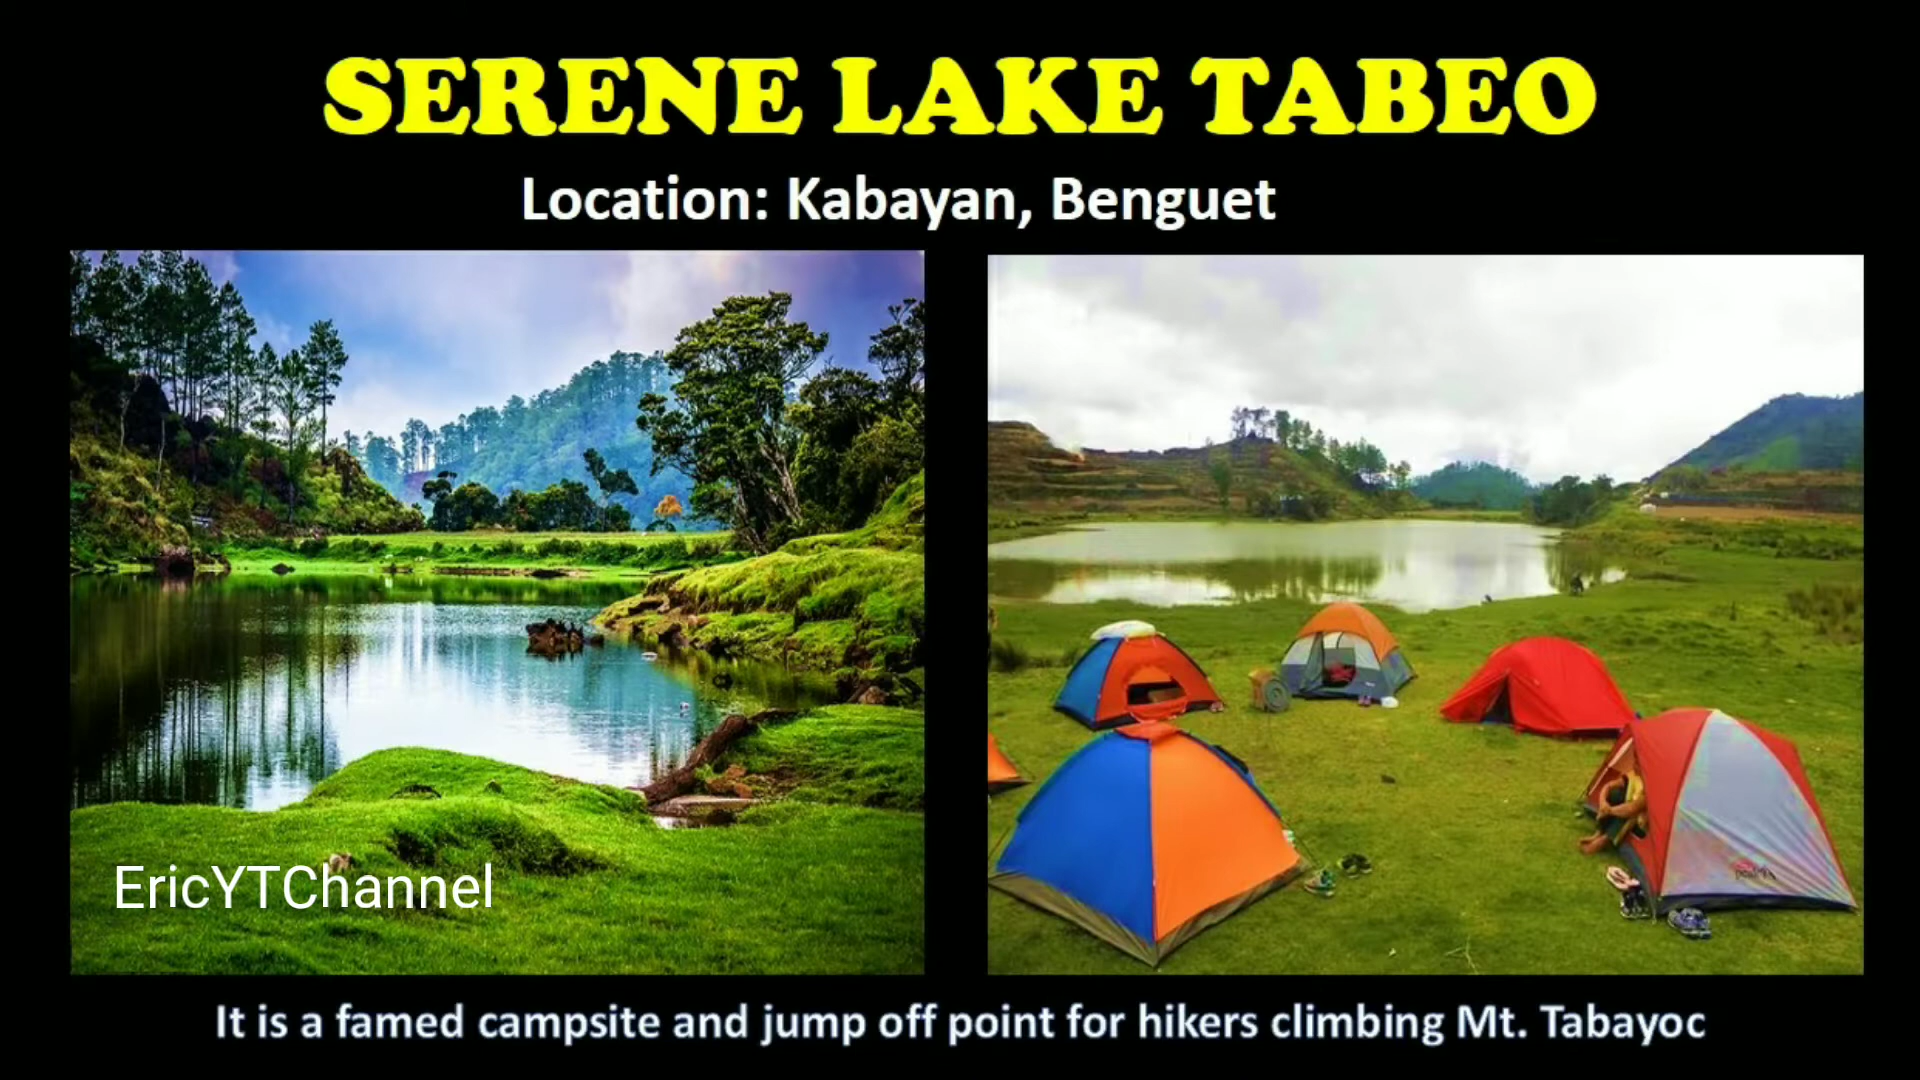 SERENE LAKE TABEO
Location: Kabayan, Benguet
EricYTChannel
It is a famed campsite and jump off point for hikers climbing Mt. Tabayoc